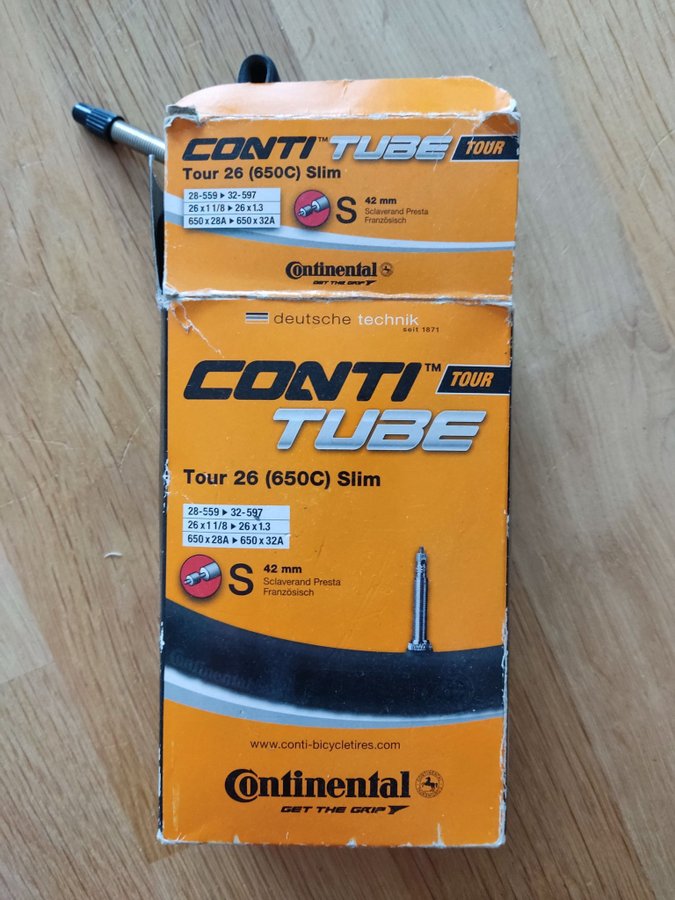 CONTI™ TUBE TOUR
Tour 26 (650C) Slim
28-559 ▸ 32-597
26 x 1 1/8 ▸ 26 x 1.3
650 x 28A ▸ 650 x 32A
S 42 mm
Sclaverand Presta
Französisch
Continental
GET THE GRIP
deutsche technik
seit 1871
CONTI™ TOUR
TUBE
Tour 26 (650C) Slim
28-559 ▸ 32-597
26 x 1 1/8 ▸ 26 x 1.3
650 x 28A ▸ 650 x 32A
S 42 mm
Sclaverand Presta
Französisch
Continental
www.conti-bicycletires.com
Continental
GET THE GRIP